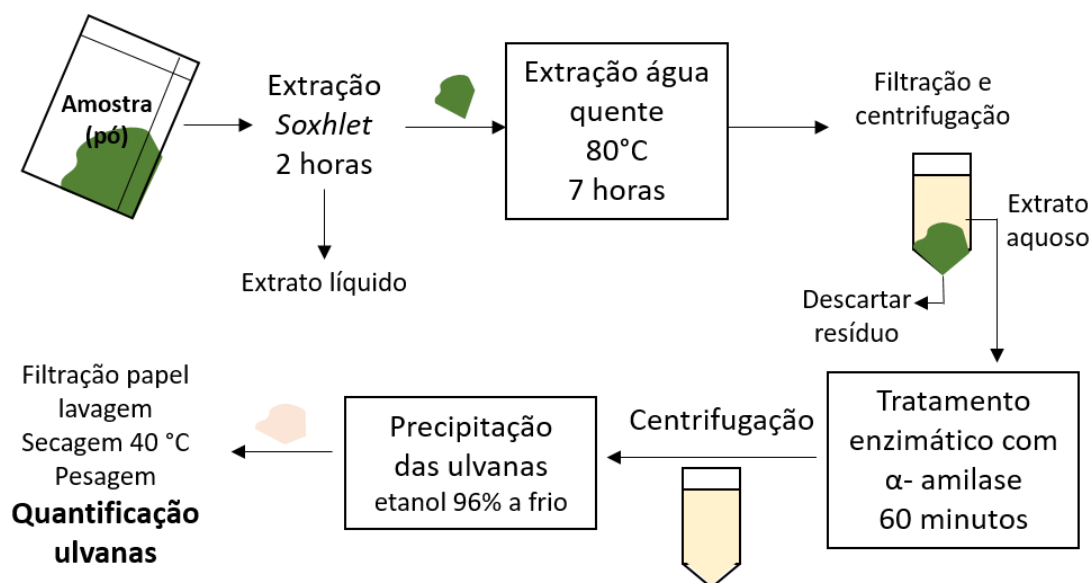 Amostra
(pó)
Extração
Soxhlet
2 horas
Extrato líquido
Extração água
quente
80°C
7 horas
Filtração e
centrifugação
Extrato
aquoso
Descartar
resíduo
Tratamento
enzimático com
α- amilase
60 minutos
Centrifugação
Precipitação
das ulvanas
etanol 96% a frio
Filtração papel
lavagem
Secagem 40 °C
Pesagem
Quantificação
ulvanas